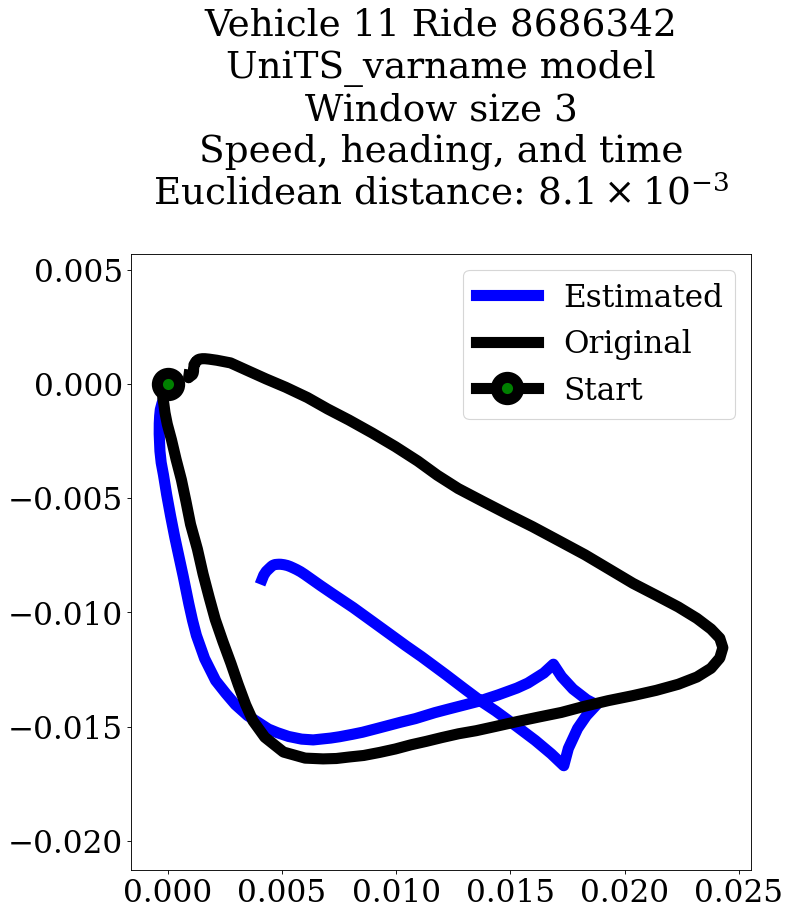 Vehicle 11 Ride 8686342
UniTS_varname model
Window size 3
Speed, heading, and time
Euclidean distance: 8.1 × 10⁻³
0.005
0.000
−0.005
−0.010
−0.015
−0.020
Estimated
Original
Start
0.000 0.005 0.010 0.015 0.020 0.025